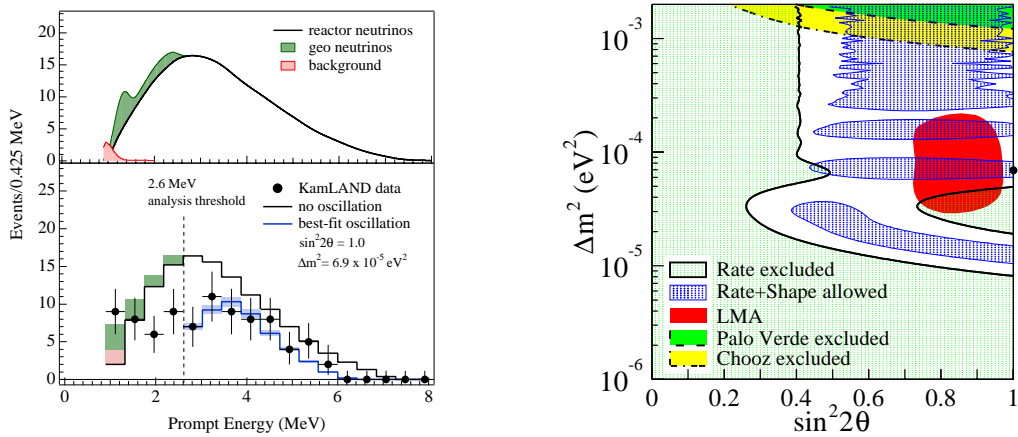 reactor neutrinos
geo neutrinos
background
15
10
5
0
Events/0.425 MeV
2.6 MeV
analysis threshold
KamLAND data
no oscillation
best-fit oscillation
sin²2θ = 1.0
Δm² = 6.9 x 10⁻⁵ eV²
25
20
15
10
5
0
0 2 4 6 8
Prompt Energy (MeV)
Δm² (eV²)
10⁻³
10⁻⁴
10⁻⁵
10⁻⁶
Rate excluded
Rate+Shape allowed
LMA
Palo Verde excluded
Chooz excluded
0 0.2 0.4 0.6 0.8 1
sin²2θ